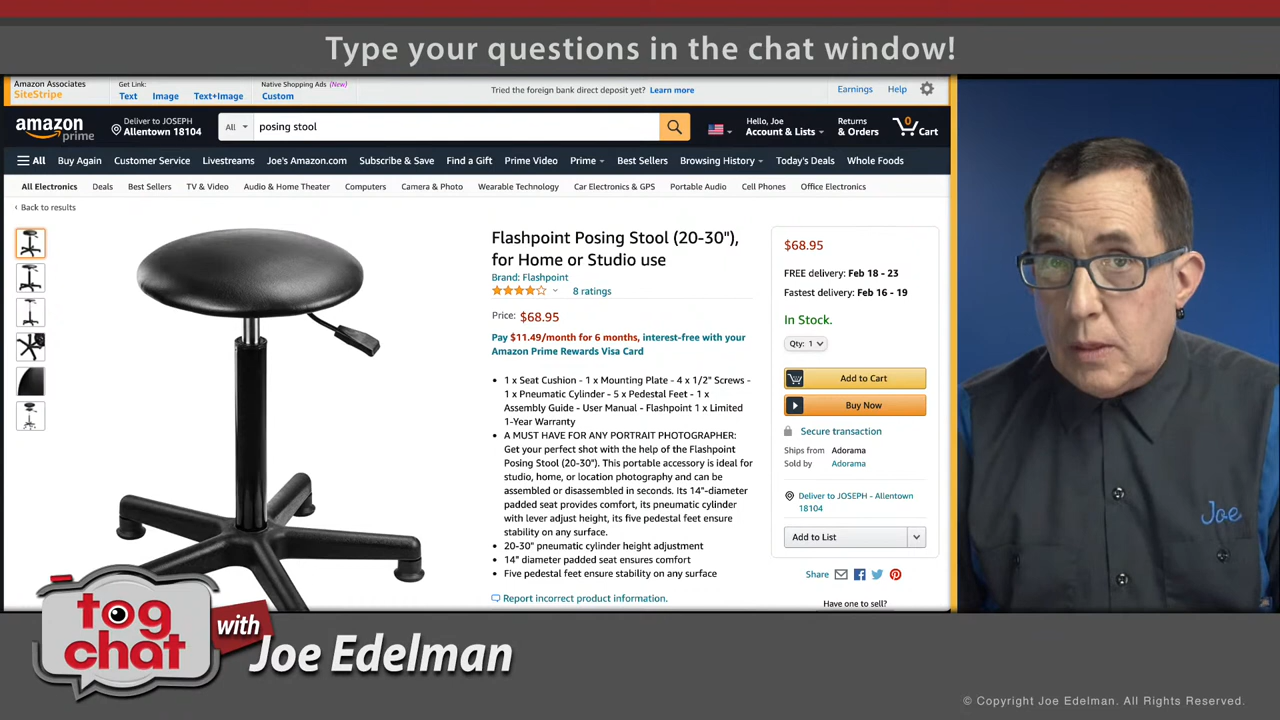 Type your questions in the chat window!
Amazon Associates
SiteStripe
Get Link:
Text Image Text+Image
Native Shopping Ads (New)
Custom
Tried the foreign bank direct deposit yet? Learn more
Earnings Help
amazon
prime
Deliver to JOSEPH
Allentown 18104
All
posing stool
Hello, Joe
Account & Lists
Returns
& Orders
0
Cart
All Buy Again Customer Service Livestreams Joe's Amazon.com Subscribe & Save Find a Gift Prime Video Prime Best Sellers Browsing History Today's Deals Whole Foods
All Electronics Deals Best Sellers TV & Video Audio & Home Theater Computers Camera & Photo Wearable Technology Car Electronics & GPS Portable Audio Cell Phones Office Electronics
‹ Back to results
Flashpoint Posing Stool (20-30"),
for Home or Studio use
Brand: Flashpoint
8 ratings
Price: $68.95
Pay $11.49/month for 6 months, interest-free with your
Amazon Prime Rewards Visa Card
• 1 x Seat Cushion - 1 x Mounting Plate - 4 x 1/2" Screws -
1 x Pneumatic Cylinder - 5 x Pedestal Feet - 1 x
Assembly Guide - User Manual - Flashpoint 1 x Limited
1-Year Warranty
• A MUST HAVE FOR ANY PORTRAIT PHOTOGRAPHER:
Get your perfect shot with the help of the Flashpoint
Posing Stool (20-30"). This portable accessory is ideal for
studio, home, or location photography and can be
assembled or disassembled in seconds. Its 14"-diameter
padded seat provides comfort, its pneumatic cylinder
with lever adjust height, its five pedestal feet ensure
stability on any surface.
• 20-30" pneumatic cylinder height adjustment
• 14" diameter padded seat ensures comfort
• Five pedestal feet ensure stability on any surface
Report incorrect product information.
$68.95
FREE delivery: Feb 18 - 23
Fastest delivery: Feb 16 - 19
In Stock.
Qty: 1
Add to Cart
Buy Now
Secure transaction
Ships from Adorama
Sold by Adorama
Deliver to JOSEPH - Allentown
18104
Add to List
Share
Have one to sell?
Joe
tog
chat
with
Joe Edelman
© Copyright Joe Edelman. All Rights Reserved.